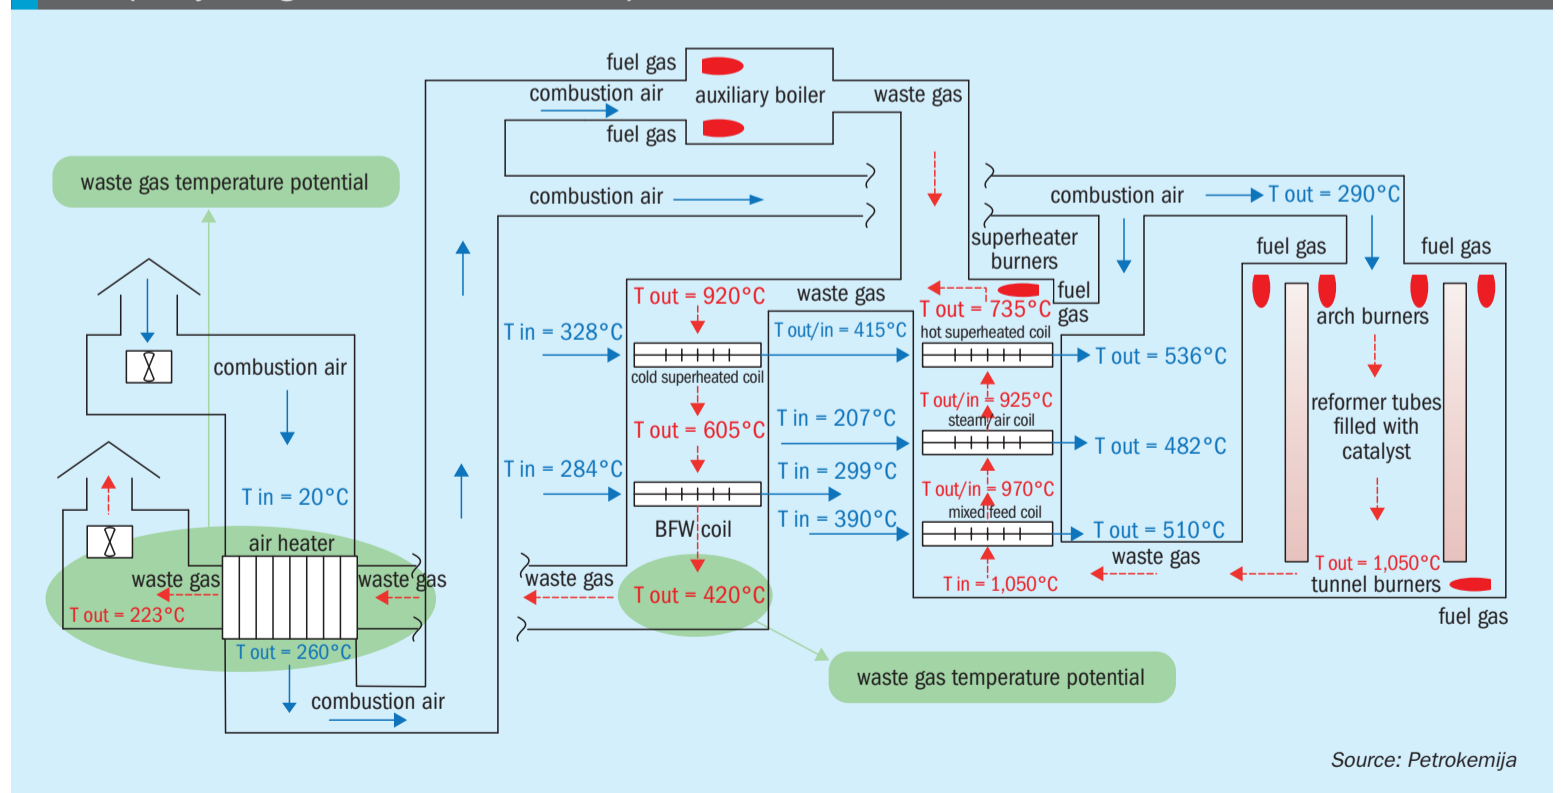 fuel gas
combustion air
auxiliary boiler
waste gas
fuel gas
waste gas temperature potential
combustion air
combustion air
T out = 290°C
superheater
burners
fuel gas
fuel gas
T out = 920°C
waste gas
fuel
gas
T out = 735°C
arch burners
T in = 328°C
T out/in = 415°C
hot superheated coil
T out = 536°C
combustion air
cold superheated coil
T out/in = 925°C
reformer tubes
filled with
catalyst
T out = 605°C
T in = 207°C
steam/air coil
T out = 482°C
T in = 284°C
T in = 299°C
T out/in = 970°C
T in = 20°C
T in = 390°C
mixed feed coil
T out = 510°C
BFW coil
air heater
waste gas
T out = 1,050°C
waste gas
waste gas
waste gas
T in = 1,050°C
tunnel burners
T out = 420°C
T out = 223°C
fuel gas
T out = 260°C
waste gas temperature potential
combustion air
Source: Petrokemija